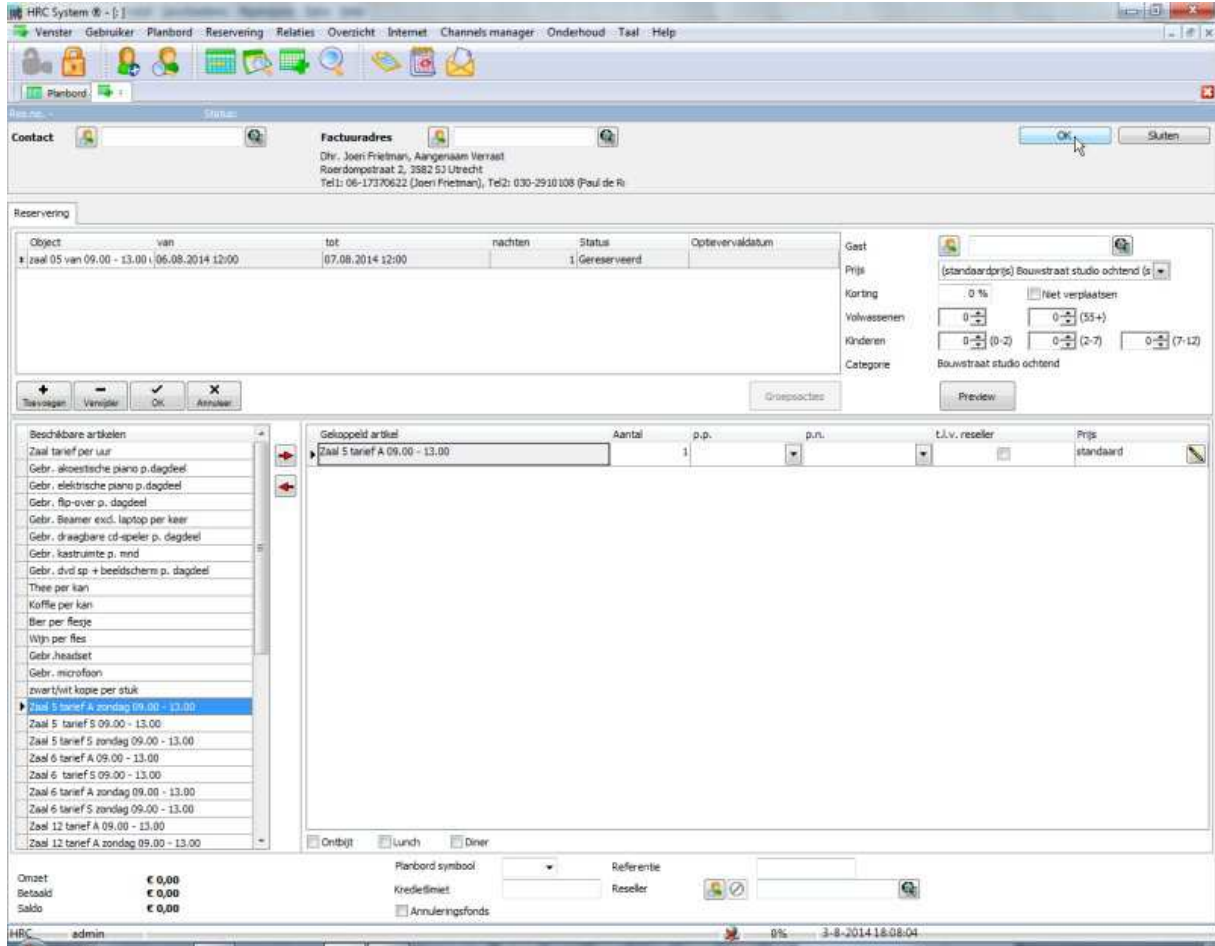 HRC System ® - [: ]
Venster Gebruiker Planbord Reservering Relaties Overzicht Internet Channels manager Onderhoud Taal Help
Planbord :
Res.no. - Status:
Contact Factuuradres OK Sluiten
Dhr. Joeri Frietman, Aangenaam Verrast
Roerdompstraat 2, 3582 SJ Utrecht
Tel1: 06-17370622 (Joeri Frietman), Tel2: 030-2910108 (Paul de Ri
Reservering
Object van tot nachten Status Optievervaldatum
zaal 05 van 09.00 - 13.00 u 06.08.2014 12:00 07.08.2014 12:00 1 Gereserveerd
Gast
Prijs (standaardprijs) Bouwstraat studio ochtend (s
Korting 0 % Niet verplaatsen
Volwassenen 0 0 (55+)
Kinderen 0 (0-2) 0 (2-7) 0 (7-12)
Categorie Bouwstraat studio ochtend
Toevoegen Verwijder OK Annuleer Groepsacties Preview
Beschikbare artikelen
Zaal tarief per uur
Gebr. akoestische piano p.dagdeel
Gebr. elektrische piano p.dagdeel
Gebr. flip-over p. dagdeel
Gebr. Beamer excl. laptop per keer
Gebr. draagbare cd-speler p. dagdeel
Gebr. kastruimte p. mnd
Gebr. dvd sp + beeldscherm p. dagdeel
Thee per kan
Koffie per kan
Bier per flesje
Wijn per fles
Gebr.headset
Gebr. microfoon
zwart/wit kopie per stuk
Zaal 5 tarief A zondag 09.00 - 13.00
Zaal 5 tarief S 09.00 - 13.00
Zaal 5 tarief S zondag 09.00 - 13.00
Zaal 6 tarief A 09.00 - 13.00
Zaal 6 tarief S 09.00 - 13.00
Zaal 6 tarief A zondag 09.00 - 13.00
Zaal 6 tarief S zondag 09.00 - 13.00
Zaal 12 tarief A 09.00 - 13.00
Zaal 12 tarief A zondag 09.00 - 13.00
Gekoppeld artikel Aantal p.p. p.n. t.l.v. reseller Prijs
Zaal 5 tarief A 09.00 - 13.00 1 standaard
Ontbijt Lunch Diner
Omzet € 0,00
Betaald € 0,00
Saldo € 0,00
Planbord symbool Referentie
Kredietlimiet Reseller
Annuleringsfonds
HRC admin 0% 3-8-2014 18:08:04